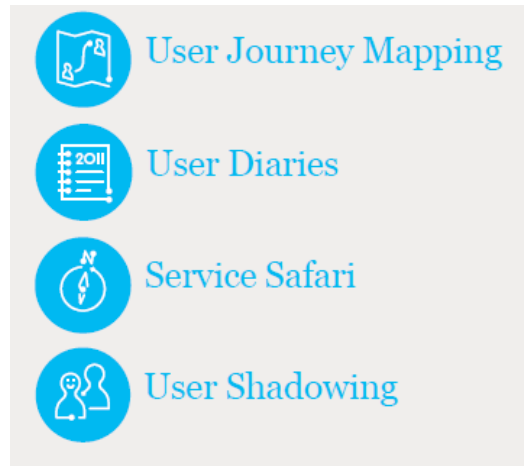 User Journey Mapping
2011
User Diaries
N
Service Safari
User Shadowing